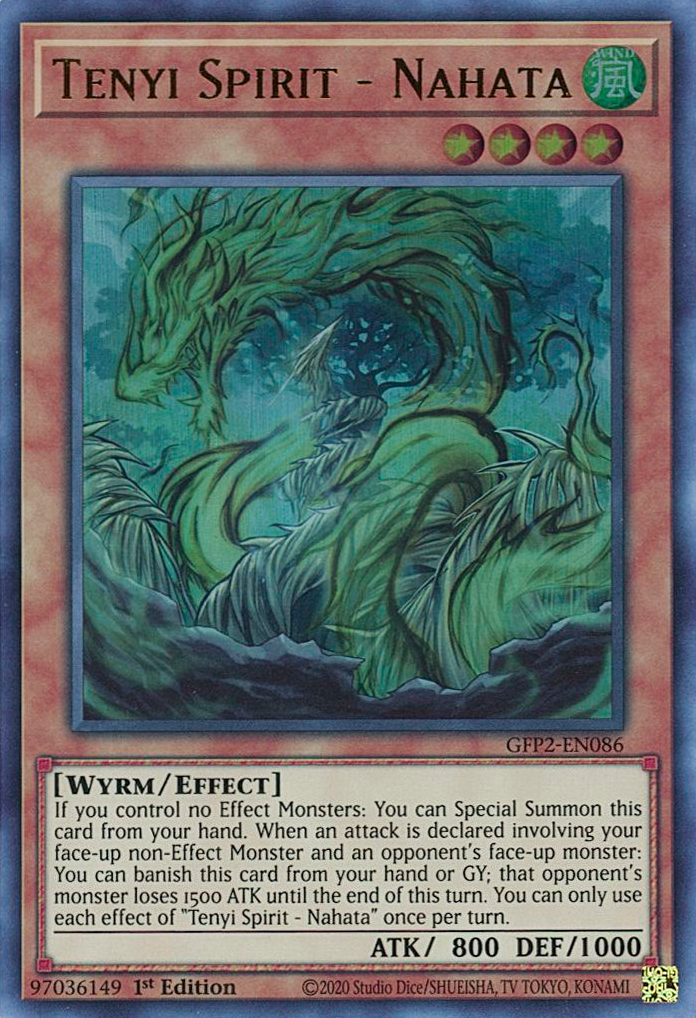 TENYI SPIRIT - NAHATA
WIND
風
GFP2-EN086
[WYRM/EFFECT]
If you control no Effect Monsters: You can Special Summon this
card from your hand. When an attack is declared involving your
face-up non-Effect Monster and an opponent's face-up monster:
You can banish this card from your hand or GY; that opponent's
monster loses 1500 ATK until the end of this turn. You can only use
each effect of "Tenyi Spirit - Nahata" once per turn.
ATK/ 800 DEF/1000
97036149 1st Edition ©2020 Studio Dice/SHUEISHA, TV TOKYO, KONAMI